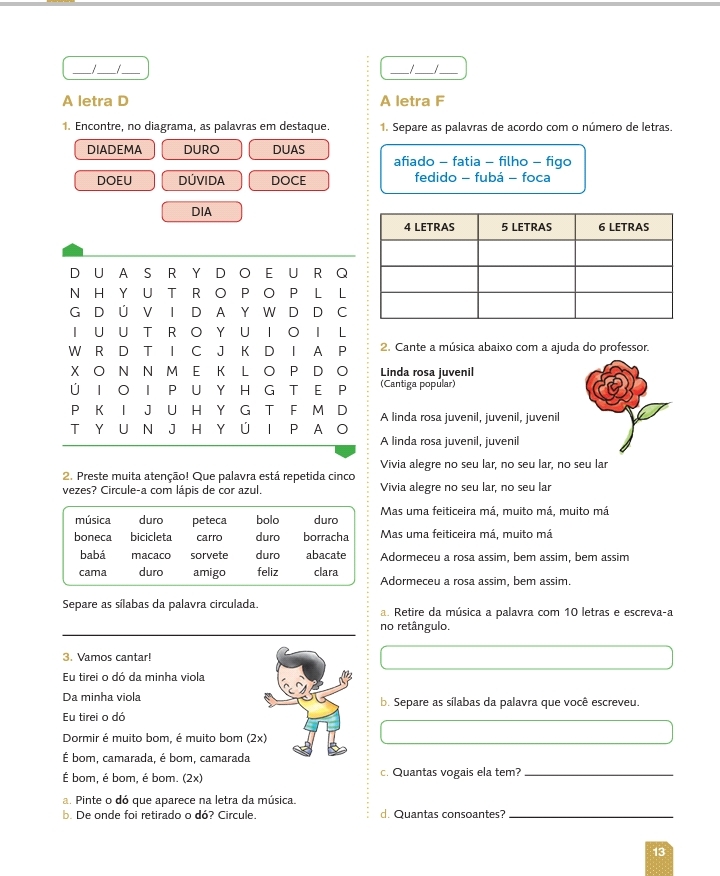 ___/___/___
A letra D
1. Encontre, no diagrama, as palavras em destaque.
DIADEMA DURO DUAS
DOEU DÚVIDA DOCE
DIA
D U A S R Y D O E U R Q
N H Y U T R O P O P L L
G D Ú V I D A Y W D D C
I U U T R O Y U I O I L
W R D T I C J K D I A P
X O N N M E K L O P D O
Ú I O I P U Y H G T E P
P K I J U H Y G T F M D
T Y U N J H Y Ú I P A O
2. Preste muita atenção! Que palavra está repetida cinco
vezes? Circule-a com lápis de cor azul.
música duro peteca bolo duro
boneca bicicleta carro duro borracha
babá macaco sorvete duro abacate
cama duro amigo feliz clara
Separe as sílabas da palavra circulada.
3. Vamos cantar!
Eu tirei o dó da minha viola
Da minha viola
Eu tirei o dó
Dormir é muito bom, é muito bom (2x)
É bom, camarada, é bom, camarada
É bom, é bom, é bom. (2x)
a. Pinte o dó que aparece na letra da música.
b. De onde foi retirado o dó? Circule.
___/___/___
A letra F
1. Separe as palavras de acordo com o número de letras.
afiado – fatia – filho – figo
fedido – fubá – foca
4 LETRAS 5 LETRAS 6 LETRAS
2. Cante a música abaixo com a ajuda do professor.
Linda rosa juvenil
(Cantiga popular)
A linda rosa juvenil, juvenil, juvenil
A linda rosa juvenil, juvenil
Vivia alegre no seu lar, no seu lar, no seu lar
Vivia alegre no seu lar, no seu lar
Mas uma feiticeira má, muito má, muito má
Mas uma feiticeira má, muito má
Adormeceu a rosa assim, bem assim, bem assim
Adormeceu a rosa assim, bem assim.
a. Retire da música a palavra com 10 letras e escreva-a
no retângulo.
b. Separe as sílabas da palavra que você escreveu.
c. Quantas vogais ela tem?
d. Quantas consoantes?
13